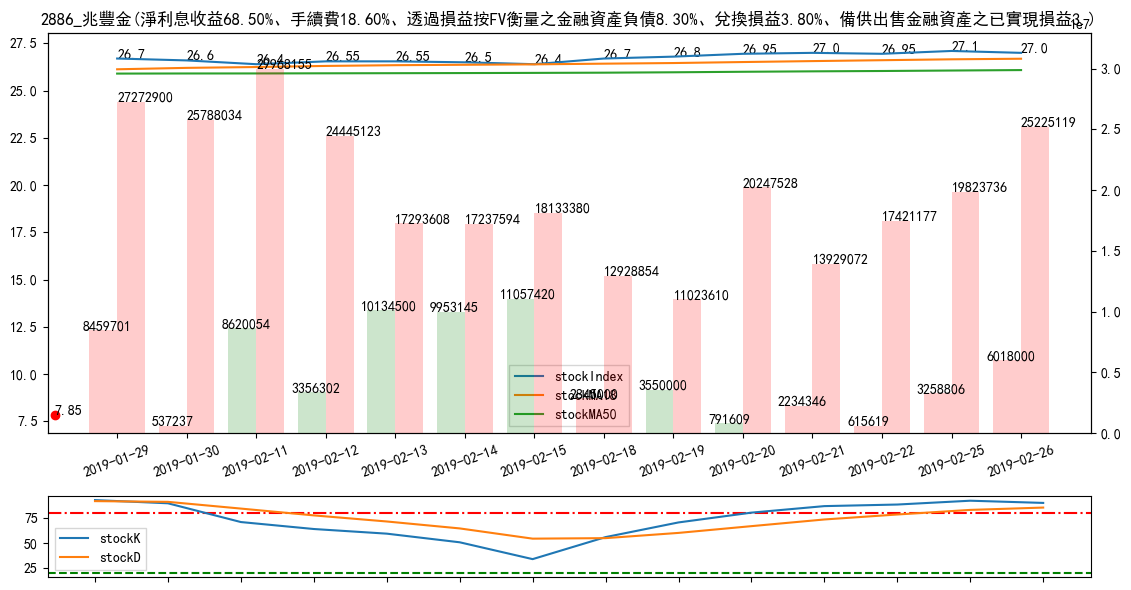 2886_兆豐金(淨利息收益68.50%、手續費18.60%、透過損益按FV衡量之金融資產負債8.30%、兌換損益3.80%、備供出售金融資產之已實現損益3.)
1e7
27.5
25.0
22.5
20.0
17.5
15.0
12.5
10.0
7.5
3.0
2.5
2.0
1.5
1.0
0.5
0.0
26.7 26.6 26.4 26.55 26.55 26.5 26.4 26.7 26.8 26.95 27.0 26.95 27.1 27.0
27272900 25788034 29968155 24445123 17293608 17237594 18133380 12928854 11023610 20247528 13929072 17421177 19823736 25225119
8459701 537237 8620054 3356302 10134500 9953145 11057420 3550000 791609 2234346 615619 3258806 6018000
7.85
stockIndex
stockMA50
2019-01-29 2019-01-30 2019-02-11 2019-02-12 2019-02-13 2019-02-14 2019-02-15 2019-02-18 2019-02-19 2019-02-20 2019-02-21 2019-02-22 2019-02-25 2019-02-26
75
50
25
stockK
stockD